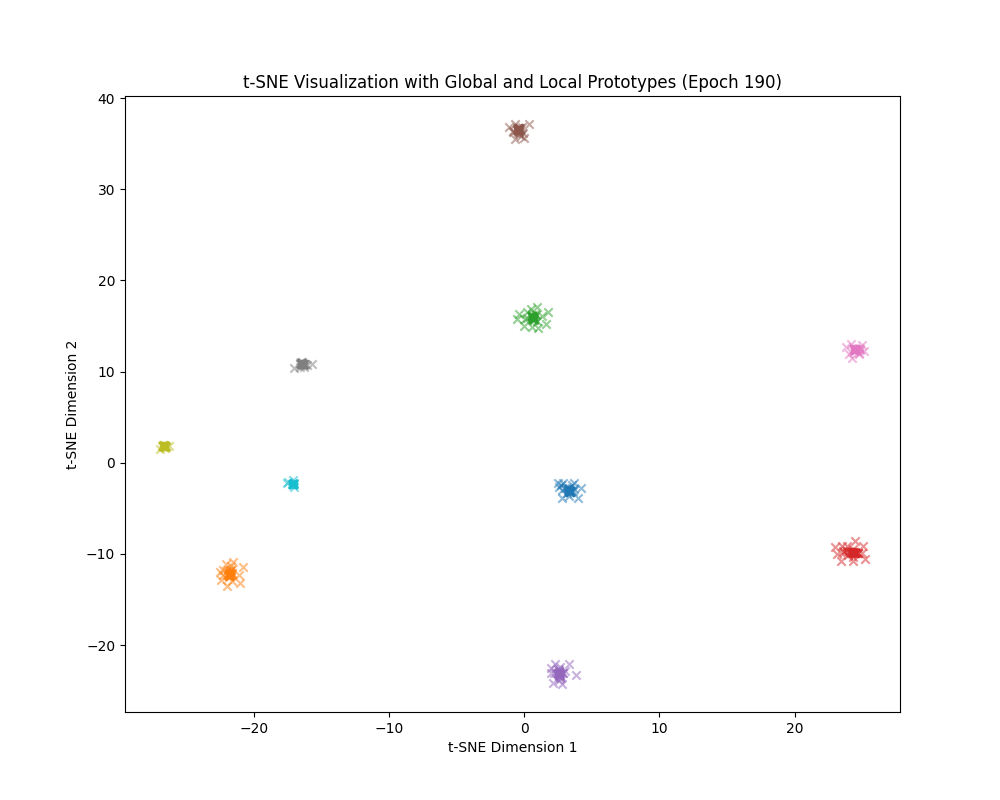 t-SNE Visualization with Global and Local Prototypes (Epoch 190)
40
30
20
10
0
−10
−20
t-SNE Dimension 2
−20 −10 0 10 20
t-SNE Dimension 1